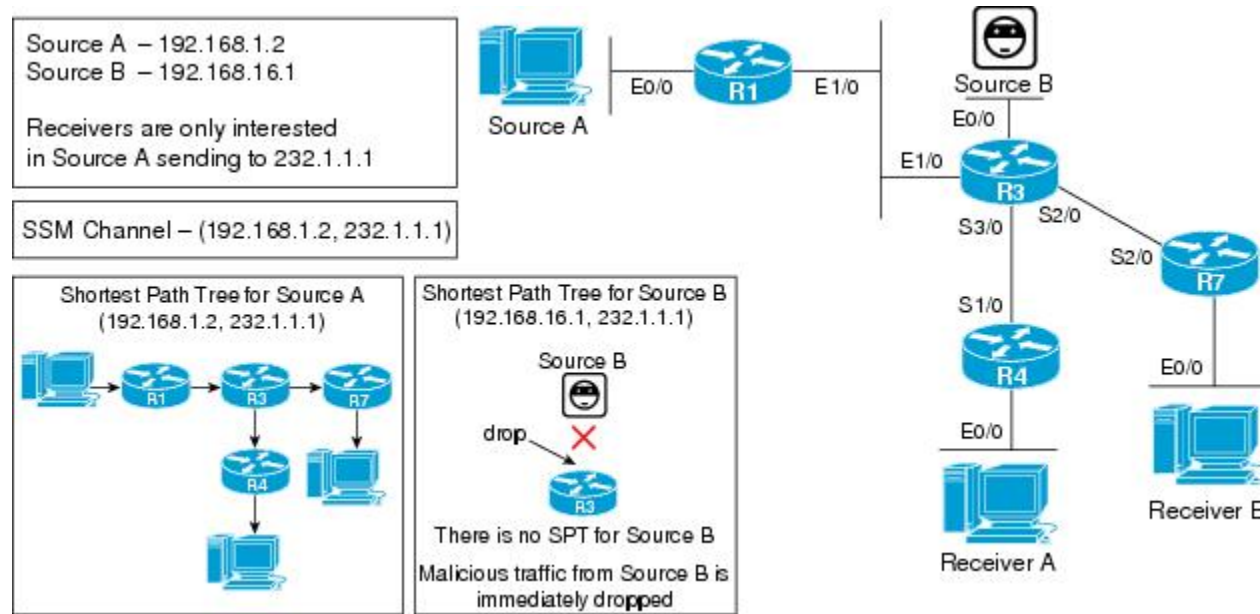 Source A – 192.168.1.2
Source B – 192.168.16.1
Receivers are only interested
in Source A sending to 232.1.1.1
SSM Channel – (192.168.1.2, 232.1.1.1)
Source A
E0/0
R1
E1/0
Source B
E0/0
E1/0
R3
S3/0
S2/0
S2/0
R7
S1/0
R4
E0/0
E0/0
Receiver A
Receiver B
Shortest Path Tree for Source A
(192.168.1.2, 232.1.1.1)
R1
R3
R7
R4
Shortest Path Tree for Source B
(192.168.16.1, 232.1.1.1)
Source B
drop
R3
There is no SPT for Source B
Malicious traffic from Source B is
immediately dropped